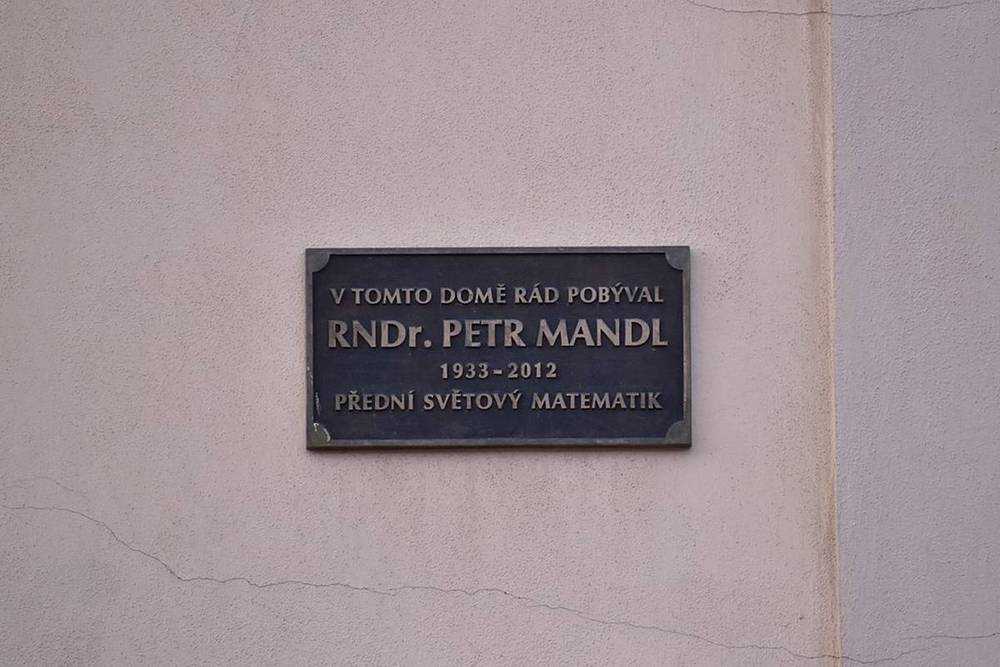 V TOMTO DOMĚ RÁD POBÝVAL
RNDr. PETR MANDL
1933-2012
PŘEDNÍ SVĚTOVÝ MATEMATIK